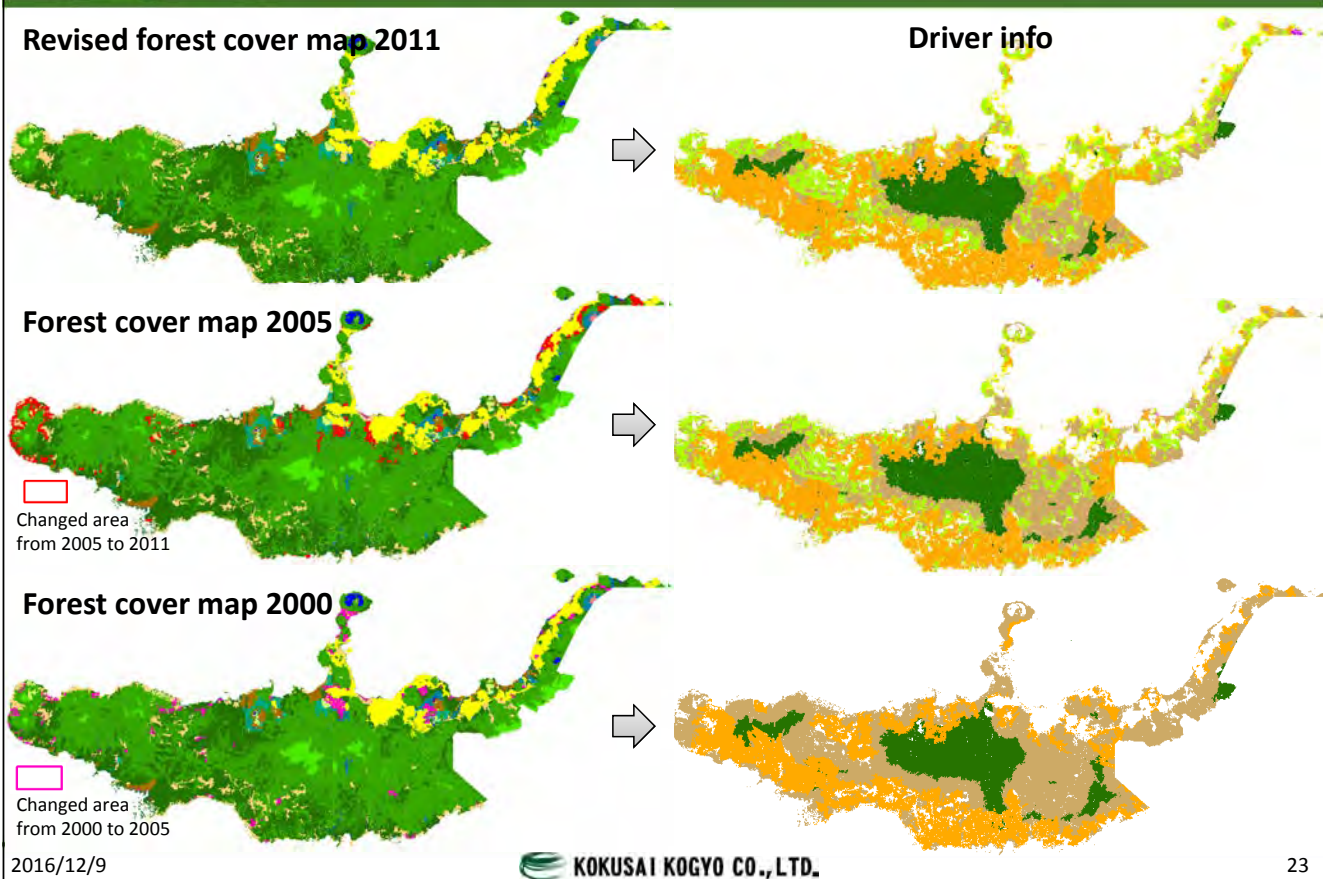 Revised forest cover map 2011
Driver info
Forest cover map 2005
Changed area
from 2005 to 2011
Forest cover map 2000
Changed area
from 2000 to 2005
2016/12/9
KOKUSAI KOGYO CO., LTD.
23